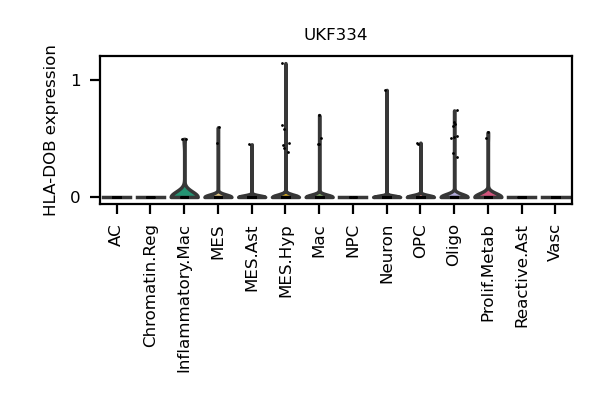 UKF334
HLA-DOB expression
1
0
AC
Chromatin.Reg
Inflammatory.Mac
MES
MES.Ast
MES.Hyp
Mac
NPC
Neuron
OPC
Oligo
Prolif.Metab
Reactive.Ast
Vasc